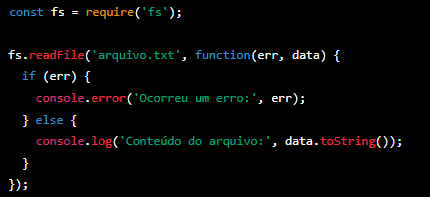 const fs = require('fs');

fs.readFile('arquivo.txt', function(err, data) {
  if (err) {
    console.error('Ocorreu um erro:', err);
  } else {
    console.log('Conteúdo do arquivo:', data.toString());
  }
});